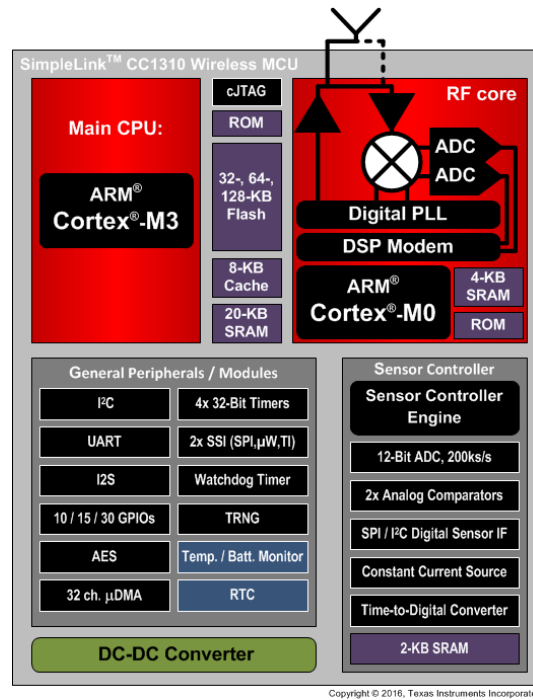 SimpleLink™ CC1310 Wireless MCU
Main CPU:
ARM®
Cortex®-M3
cJTAG
ROM
32-, 64-,
128-KB
Flash
8-KB
Cache
20-KB
SRAM
RF core
ADC
ADC
Digital PLL
DSP Modem
ARM®
Cortex®-M0
4-KB
SRAM
ROM
General Peripherals / Modules
I²C
4x 32-Bit Timers
UART
2x SSI (SPI,µW,TI)
I2S
Watchdog Timer
10 / 15 / 30 GPIOs
TRNG
AES
Temp. / Batt. Monitor
32 ch. µDMA
RTC
Sensor Controller
Sensor Controller
Engine
12-Bit ADC, 200ks/s
2x Analog Comparators
SPI / I²C Digital Sensor IF
Constant Current Source
Time-to-Digital Converter
2-KB SRAM
DC-DC Converter
Copyright © 2016, Texas Instruments Incorporate